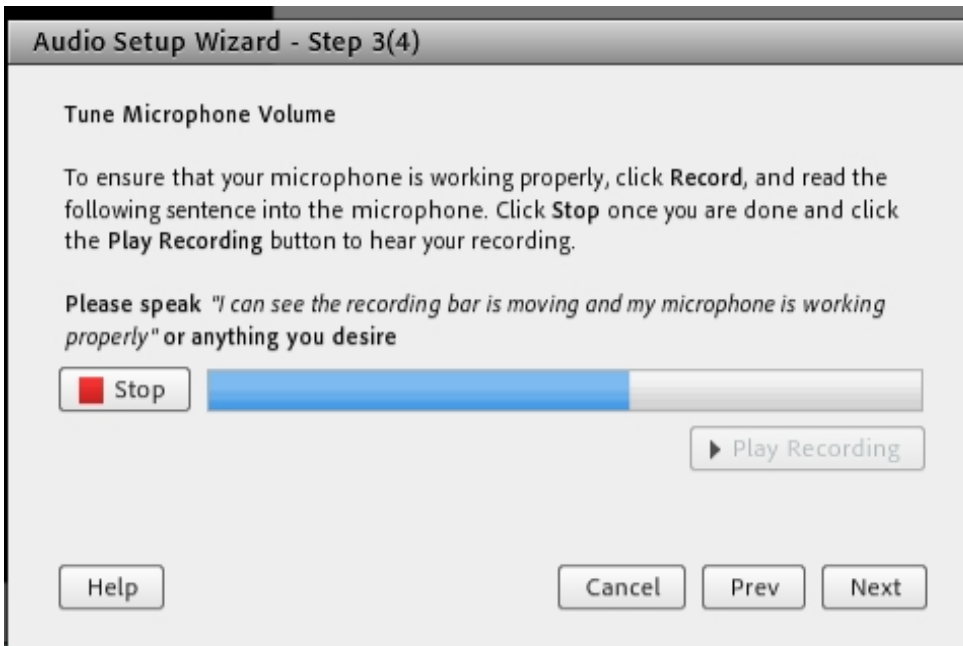 Audio Setup Wizard - Step 3(4)
Tune Microphone Volume
To ensure that your microphone is working properly, click Record, and read the
following sentence into the microphone. Click Stop once you are done and click
the Play Recording button to hear your recording.
Please speak "I can see the recording bar is moving and my microphone is working
properly" or anything you desire
Stop
Play Recording
Help
Cancel
Prev
Next